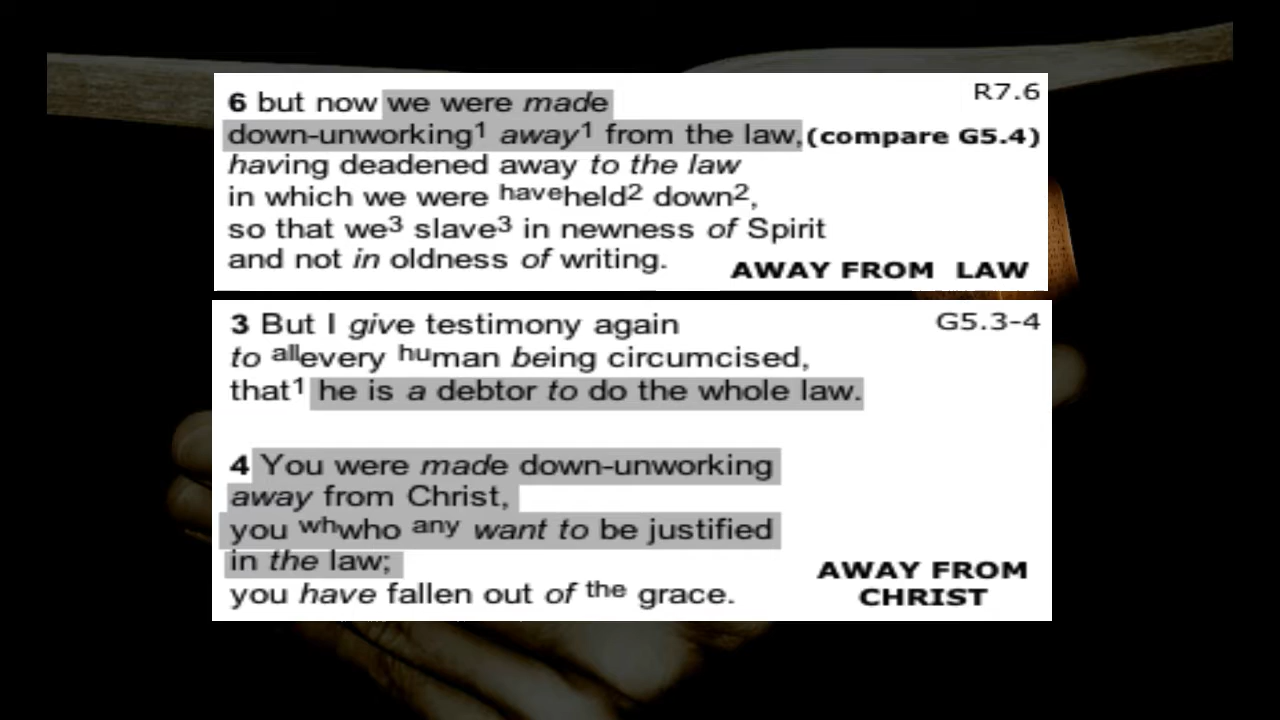 R7.6
6 but now we were made
down-unworking¹ away¹ from the law, (compare G5.4)
having deadened away to the law
in which we were haveheld² down²,
so that we³ slave³ in newness of Spirit
and not in oldness of writing.
AWAY FROM LAW
3 But I give testimony again
G5.3-4
to allevery human being circumcised,
that¹ he is a debtor to do the whole law.
4 You were made down-unworking
away from Christ,
you whwho any want to be justified
in the law;
you have fallen out of the grace.
AWAY FROM
CHRIST